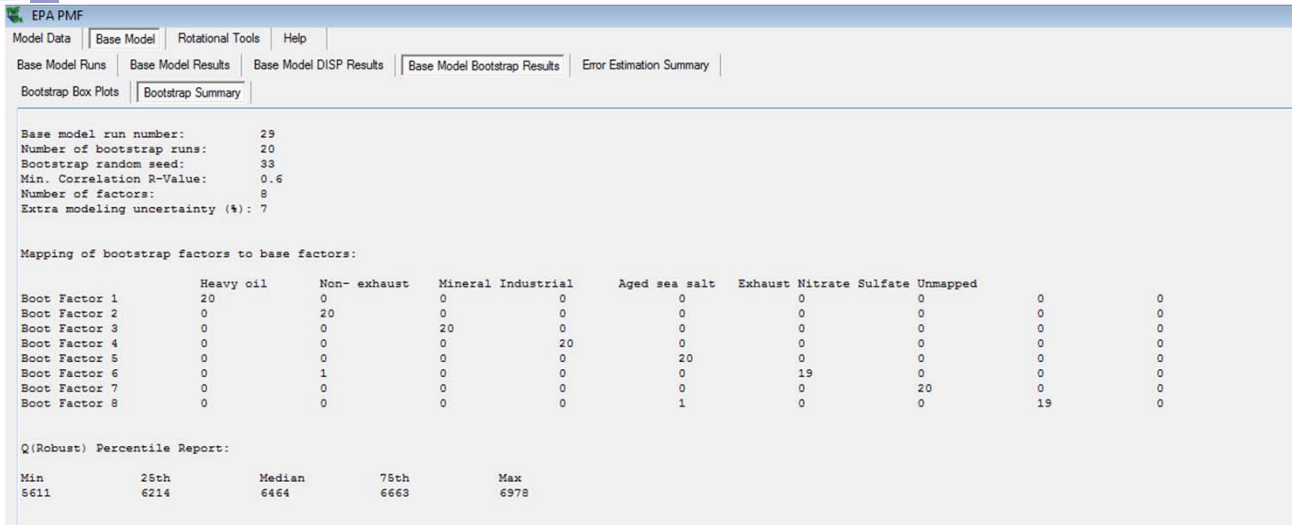 EPA PMF
Model Data Base Model Rotational Tools Help
Base Model Runs Base Model Results Base Model DISP Results Base Model Bootstrap Results Error Estimation Summary
Bootstrap Box Plots Bootstrap Summary
Base model run number: 29
Number of bootstrap runs: 20
Bootstrap random seed: 33
Min. Correlation R-Value: 0.6
Number of factors: 8
Extra modeling uncertainty (%): 7
Mapping of bootstrap factors to base factors:
Heavy oil Non- exhaust Mineral Industrial Aged sea salt Exhaust Nitrate Sulfate Unmapped
Boot Factor 1 20 0 0 0 0 0 0 0 0
Boot Factor 2 0 20 0 0 0 0 0 0 0
Boot Factor 3 0 0 20 0 0 0 0 0 0
Boot Factor 4 0 0 0 20 0 0 0 0 0
Boot Factor 5 0 0 0 0 20 0 0 0 0
Boot Factor 6 0 1 0 0 0 19 0 0 0
Boot Factor 7 0 0 0 0 0 0 20 0 0
Boot Factor 8 0 0 0 0 1 0 0 19 0
Q(Robust) Percentile Report:
Min 25th Median 75th Max
5611 6214 6464 6663 6978